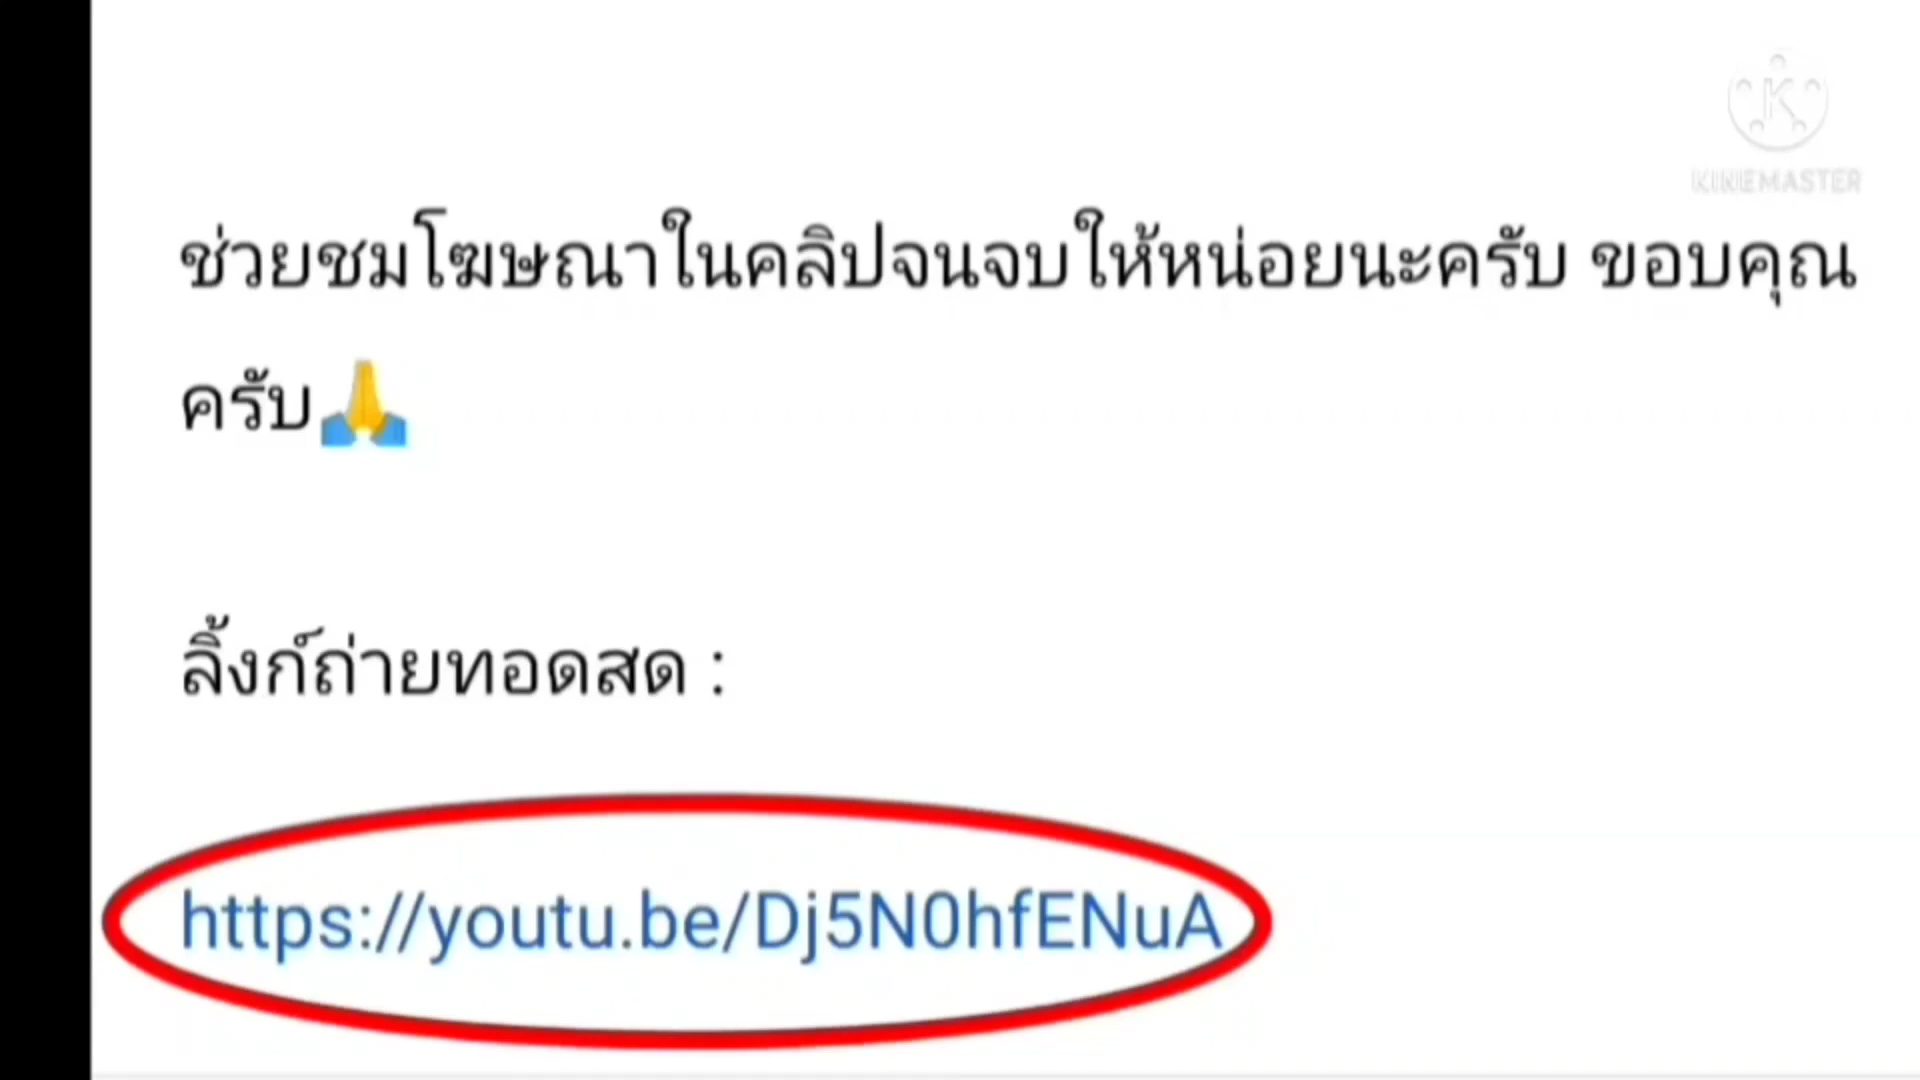 KINEMASTER
ช่วยชมโฆษณาในคลิปจนจบให้หน่อยนะครับ ขอบคุณ
ครับ🙏
ลิ้งก์ถ่ายทอดสด :
https://youtu.be/Dj5N0hfENuA